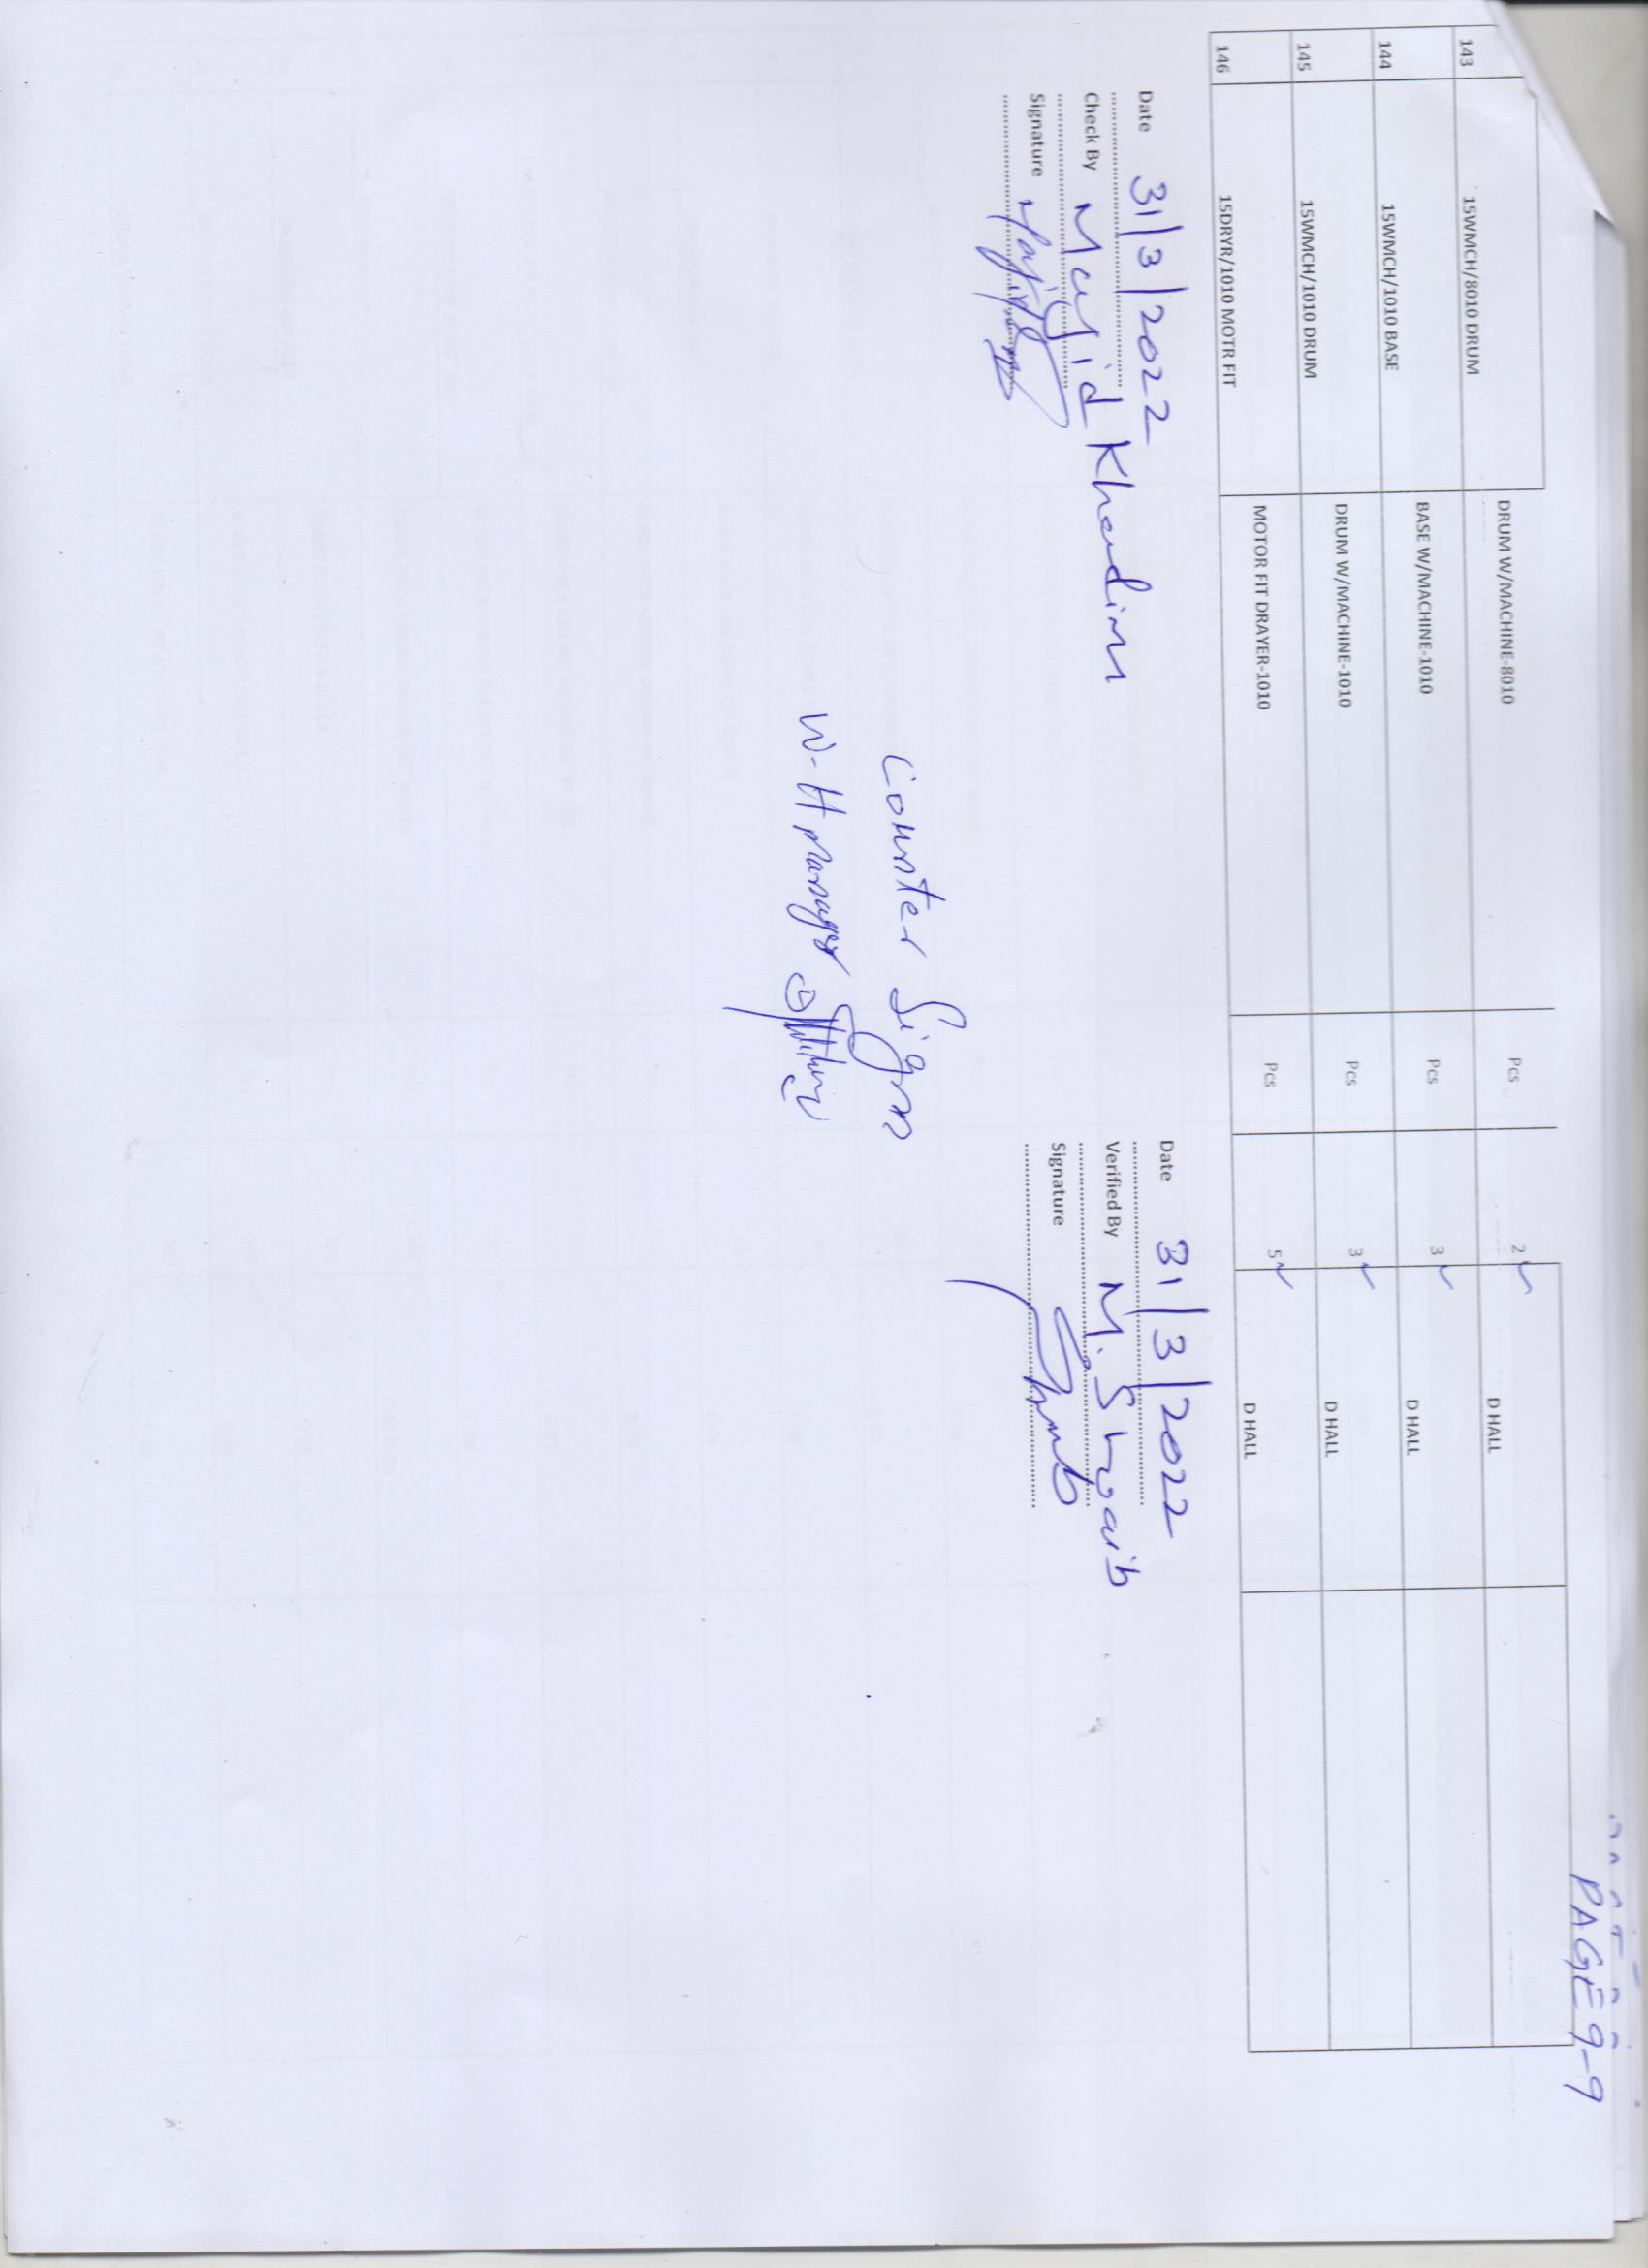 PAGE 9-9
143 15WMCH/8010 DRUM DRUM W/MACHINE-8010 Pcs 2 ✓ D HALL
144 15WMCH/1010 BASE BASE W/MACHINE-1010 Pcs 3 ✓ D HALL
145 15WMCH/1010 DRUM DRUM W/MACHINE-1010 Pcs 3 ✓ D HALL
146 15DRYR/1010 MOTR FIT MOTOR FIT DRAYER-1010 Pcs 5 ✓ D HALL
Date 31/3/2022
Check By Majid Khadim
Signature
Date 31/3/2022
Verified By M. Shoaib
Signature
Counter Sign
W-H manager